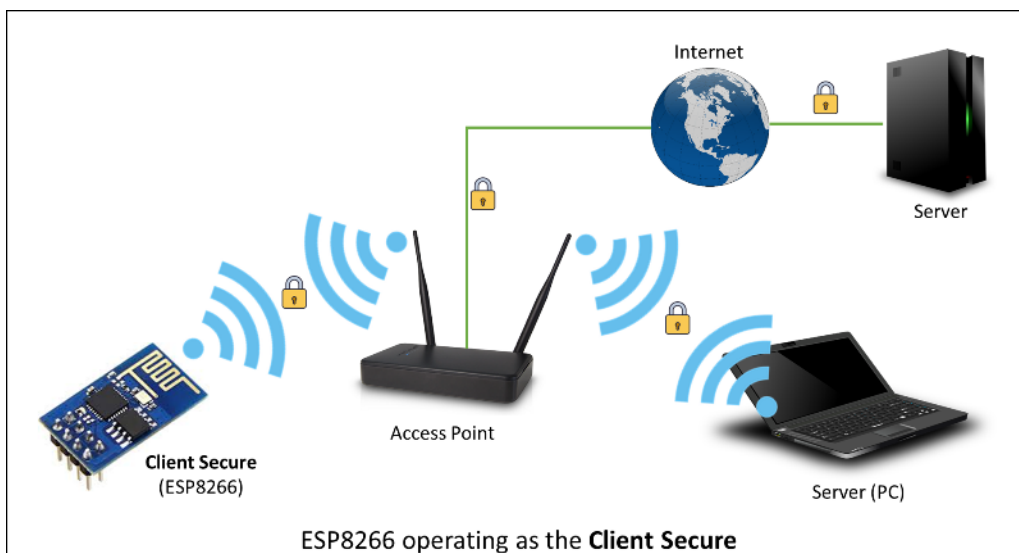 Internet
Server
Access Point
Client Secure
(ESP8266)
Server (PC)
ESP8266 operating as the Client Secure